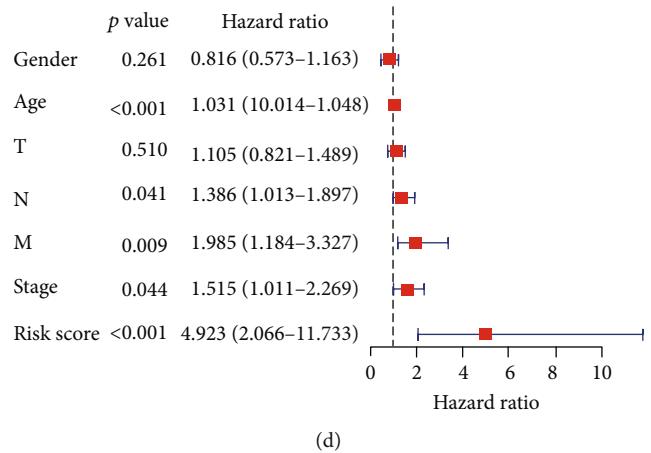 p value Hazard ratio
Gender 0.261 0.816 (0.573–1.163)
Age <0.001 1.031 (10.014–1.048)
T 0.510 1.105 (0.821–1.489)
N 0.041 1.386 (1.013–1.897)
M 0.009 1.985 (1.184–3.327)
Stage 0.044 1.515 (1.011–2.269)
Risk score <0.001 4.923 (2.066–11.733)
0 2 4 6 8 10
Hazard ratio
(d)